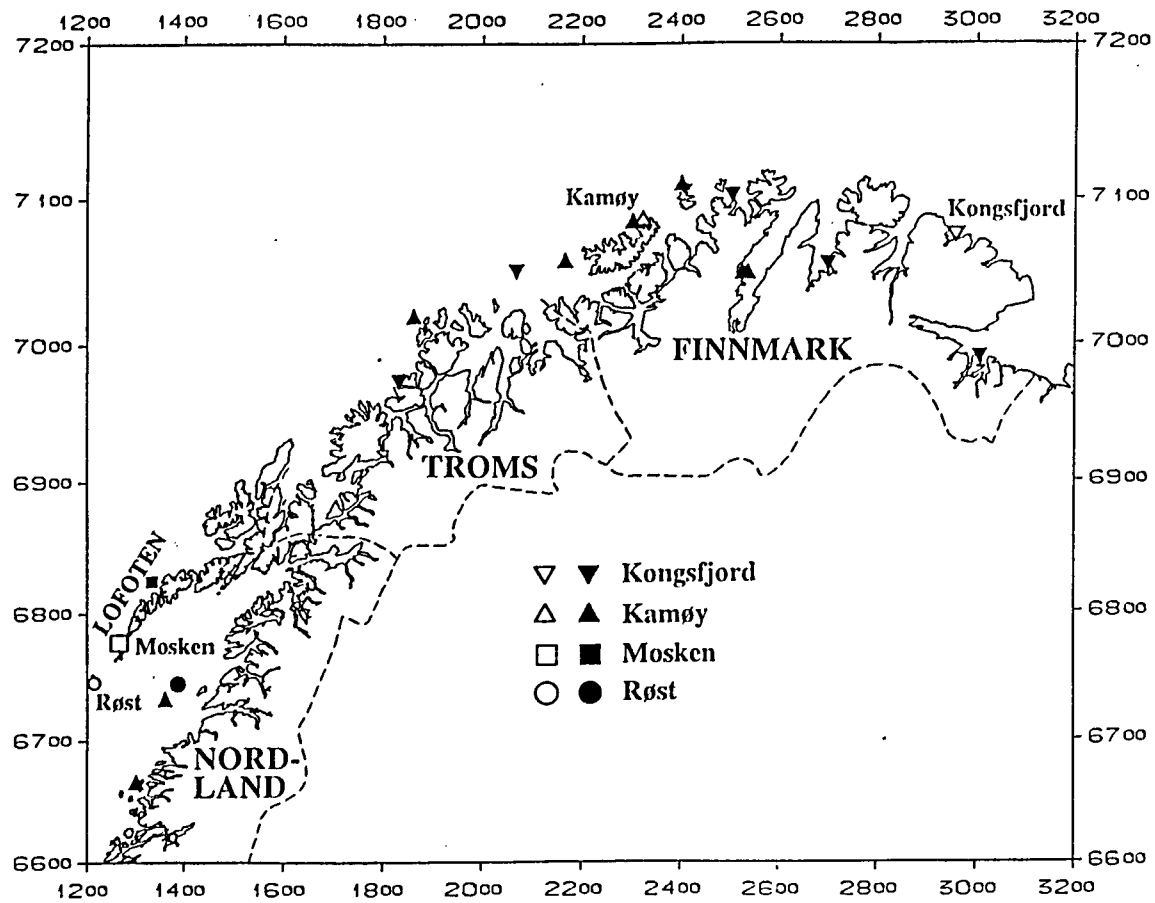 1200 1400 1600 1800 2000 2200 2400 2600 2800 3000 3200
7200 7200
7100 Kamøy 7100
Kongsfjord
7000 FINNMARK 7000
TROMS
6900 6900
LOFOTEN
Kongsfjord
6800 Kamøy 6800
Mosken Mosken
Røst Røst
6700 6700
NORD-
LAND
6600 6600
1200 1400 1600 1800 2000 2200 2400 2600 2800 3000 3200